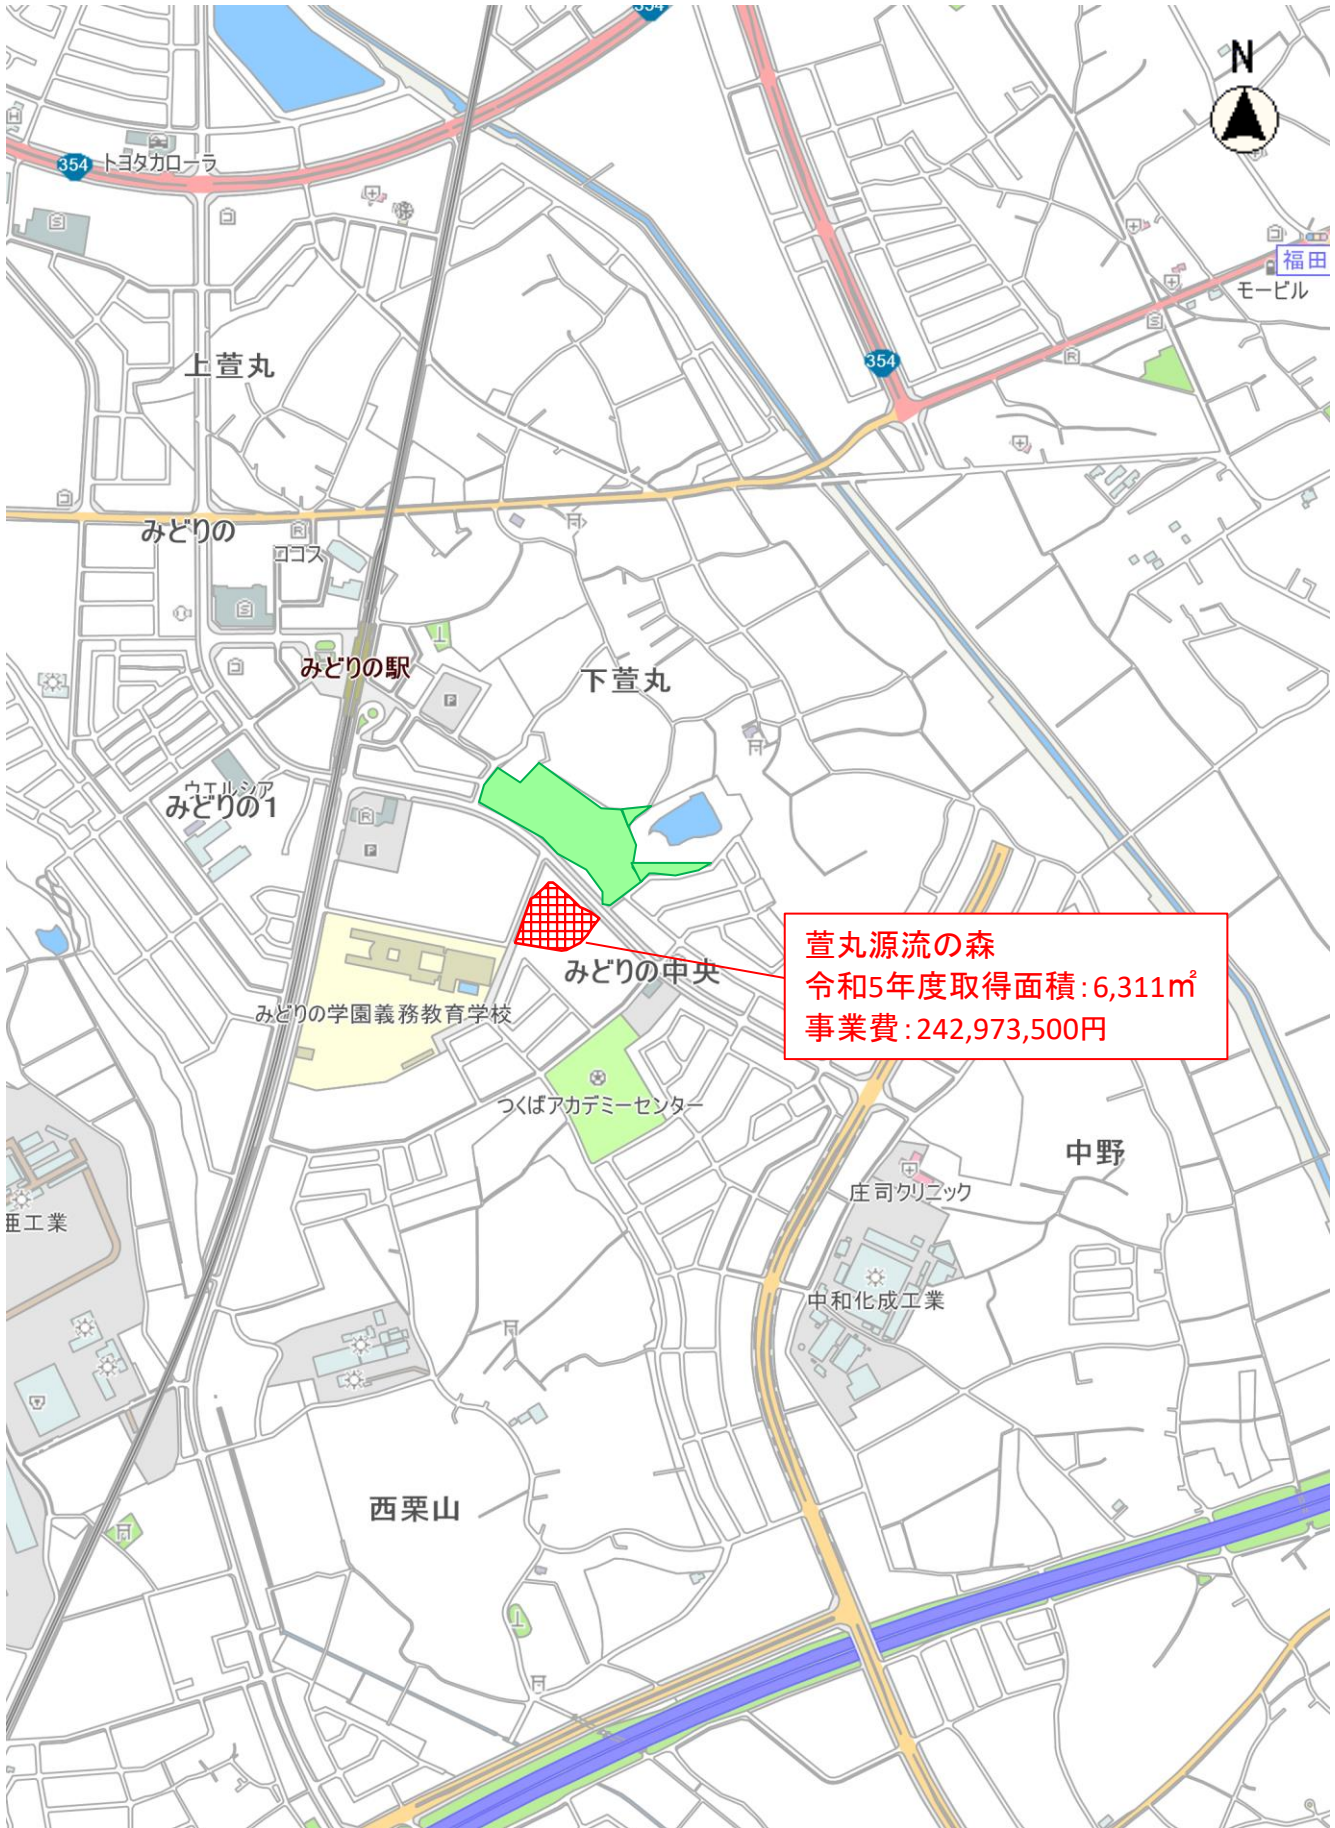 354
N
354
トヨタカローラ
福田
モービル
上萱丸
354
みどりの
ココス
みどりの駅
下萱丸
P
ウエルシア
みどりの1
R
P
萱丸源流の森
令和5年度取得面積:6,311㎡
事業費:242,973,500円
みどりの中央
みどりの学園義務教育学校
つくばアカデミーセンター
中野
庄司クリニック
亜工業
中和化成工業
西栗山